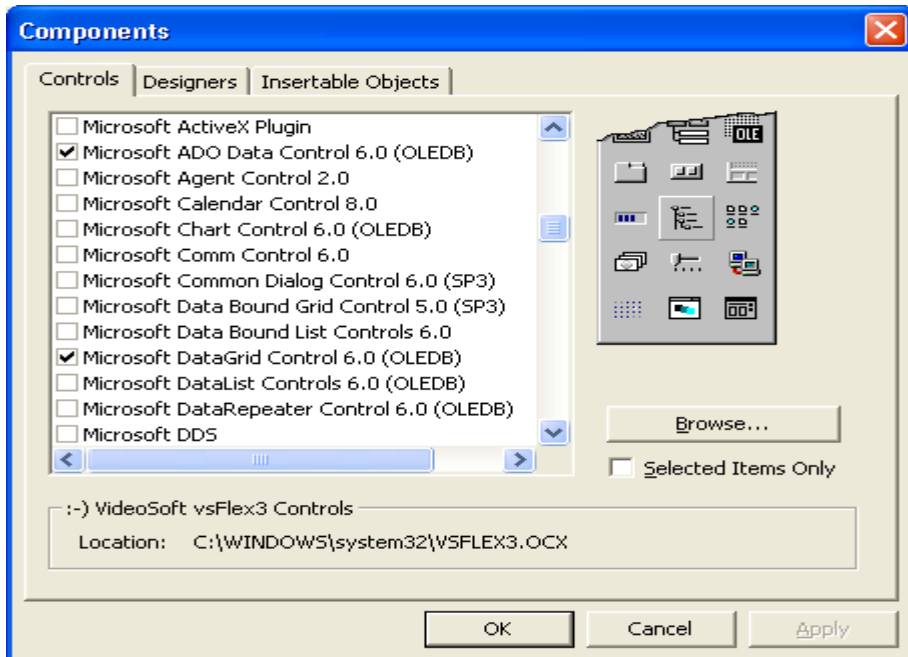 Components
Controls
Designers
Insertable Objects
Microsoft ActiveX Plugin
Microsoft ADO Data Control 6.0 (OLEDB)
Microsoft Agent Control 2.0
Microsoft Calendar Control 8.0
Microsoft Chart Control 6.0 (OLEDB)
Microsoft Comm Control 6.0
Microsoft Common Dialog Control 6.0 (SP3)
Microsoft Data Bound Grid Control 5.0 (SP3)
Microsoft Data Bound List Controls 6.0
Microsoft DataGrid Control 6.0 (OLEDB)
Microsoft DataList Controls 6.0 (OLEDB)
Microsoft DataRepeater Control 6.0 (OLEDB)
Microsoft DDS
OLE
Browse...
Selected Items Only
:-) VideoSoft vsFlex3 Controls
Location: C:\WINDOWS\system32\VSFLEX3.OCX
OK
Cancel
Apply